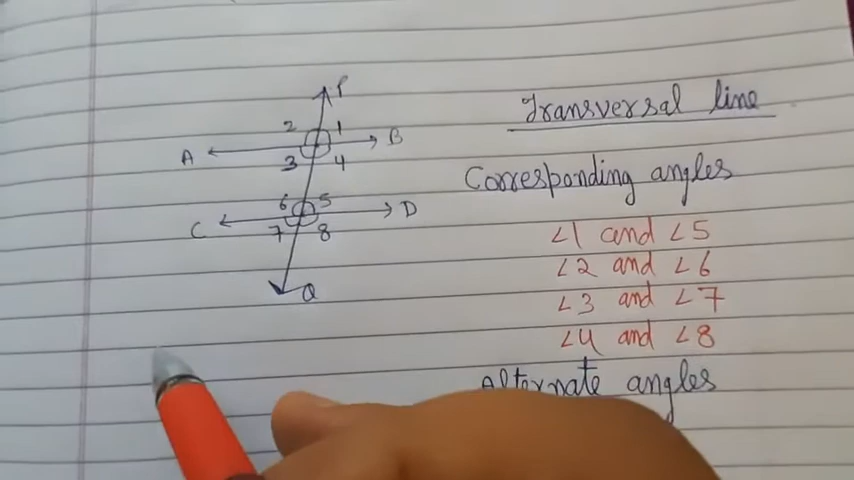 P
2 1
A B
3 4
6 5
C D
7 8
Q
Transversal line
Corresponding angles
∠1 and ∠5
∠2 and ∠6
∠3 and ∠7
∠4 and ∠8
Alternate angles